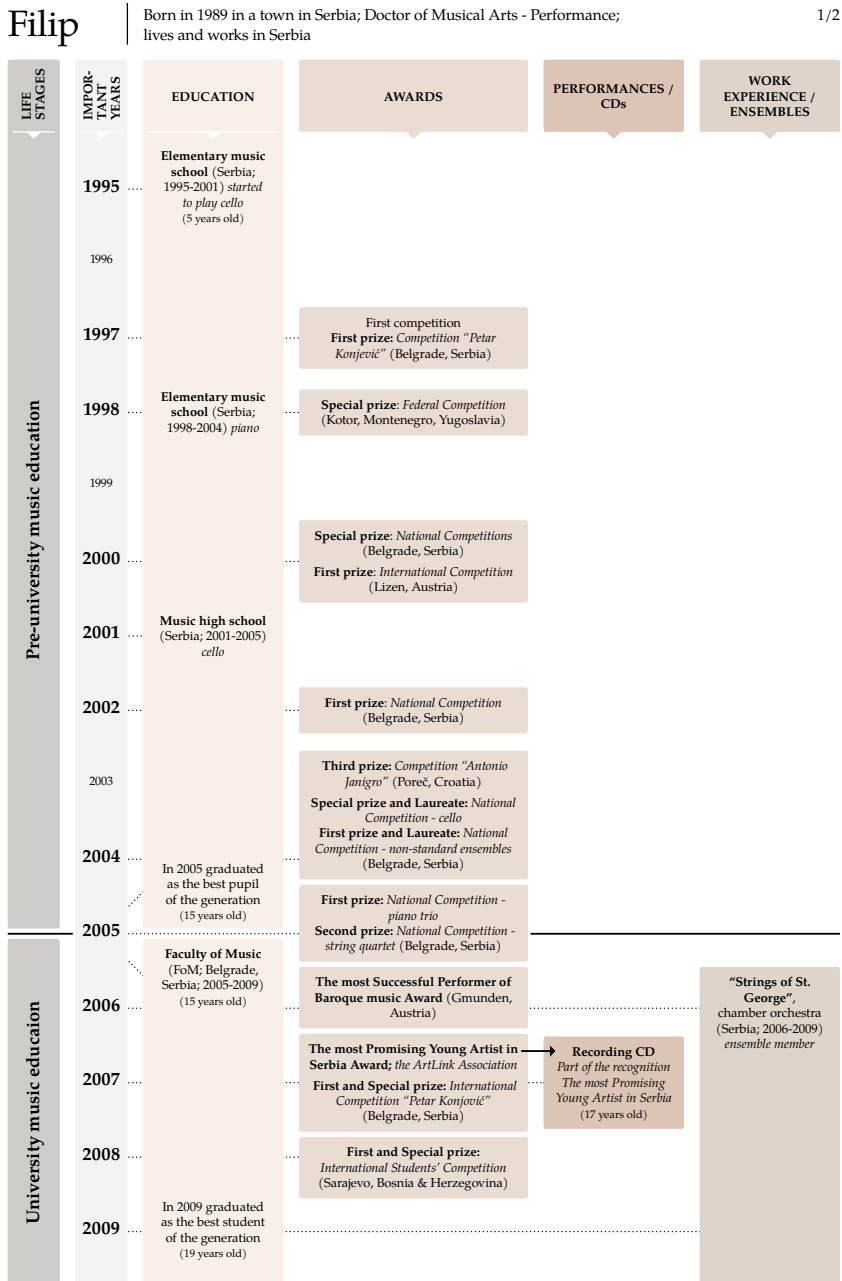 Filip
Born in 1989 in a town in Serbia; Doctor of Musical Arts - Performance;
lives and works in Serbia
1/2
LIFE
STAGES
IMPOR-
TANT
YEARS
EDUCATION
AWARDS
PERFORMANCES /
CDs
WORK
EXPERIENCE /
ENSEMBLES
Pre-university music education
1995
Elementary music
school (Serbia;
1995-2001) started
to play cello
(5 years old)
1996
1997
First competition
First prize: Competition “Petar
Konjević” (Belgrade, Serbia)
1998
Elementary music
school (Serbia;
1998-2004) piano
Special prize: Federal Competition
(Kotor, Montenegro, Yugoslavia)
1999
2000
Special prize: National Competitions
(Belgrade, Serbia)
First prize: International Competition
(Lizen, Austria)
2001
Music high school
(Serbia; 2001-2005)
cello
2002
First prize: National Competition
(Belgrade, Serbia)
2003
Third prize: Competition “Antonio
Janigro” (Poreč, Croatia)
Special prize and Laureate: National
Competition - cello
First prize and Laureate: National
Competition - non-standard ensembles
(Belgrade, Serbia)
2004
In 2005 graduated
as the best pupil
of the generation
(15 years old)
First prize: National Competition -
piano trio
Second prize: National Competition -
string quartet (Belgrade, Serbia)
2005
University music educaion
Faculty of Music
(FoM; Belgrade,
Serbia; 2005-2009)
(15 years old)
2006
The most Successful Performer of
Baroque music Award (Gmunden,
Austria)
“Strings of St.
George”,
chamber orchestra
(Serbia; 2006-2009)
ensemble member
2007
The most Promising Young Artist in
Serbia Award; the ArtLink Association
First and Special prize: International
Competition “Petar Konjović”
(Belgrade, Serbia)
Recording CD
Part of the recognition
The most Promising
Young Artist in Serbia
(17 years old)
2008
First and Special prize:
International Students’ Competition
(Sarajevo, Bosnia & Herzegovina)
In 2009 graduated
as the best student
of the generation
(19 years old)
2009